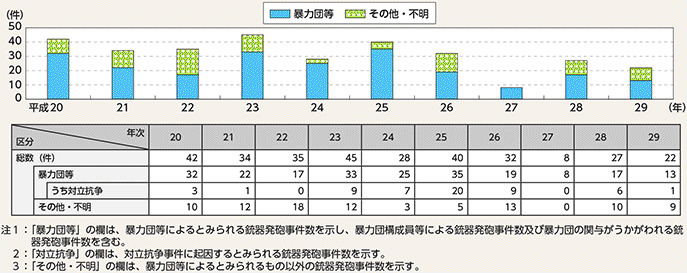 (件) 暴力団等 その他・不明
50
40
30
20
10
0
平成20 21 22 23 24 25 26 27 28 29 (年)
区分 年次 20 21 22 23 24 25 26 27 28 29
総数（件） 42 34 35 45 28 40 32 8 27 22
暴力団等 32 22 17 33 25 35 19 8 17 13
うち対立抗争 3 1 0 9 7 20 9 0 6 1
その他・不明 10 12 18 12 3 5 13 0 10 9
注1：「暴力団等」の欄は、暴力団等によるとみられる銃器発砲事件数を示し、暴力団構成員等による銃器発砲事件数及び暴力団の関与がうかがわれる銃
器発砲事件数を含む。
2：「対立抗争」の欄は、対立抗争事件に起因するとみられる銃器発砲事件数を示す。
3：「その他・不明」の欄は、暴力団等によるとみられるもの以外の銃器発砲事件数を示す。